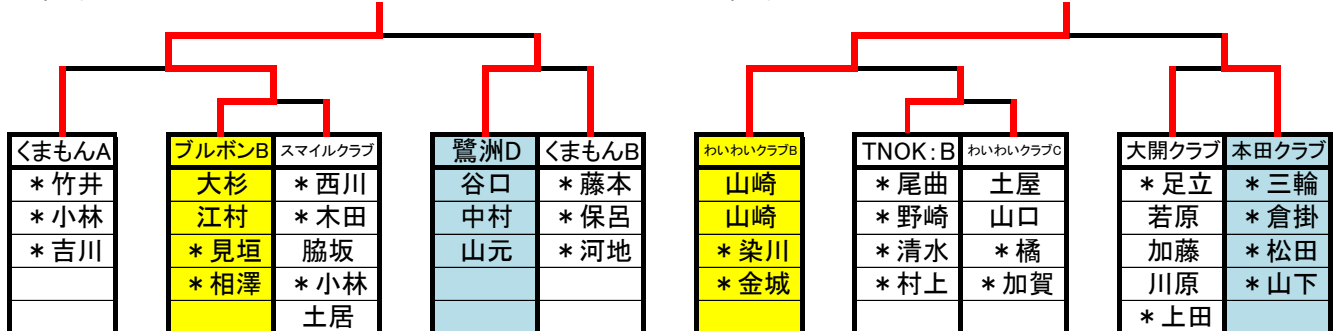 くまもんA ブルボンB スマイルクラブ 鷺洲D くまもんB わいわいクラブB TNOK:B わいわいクラブC 大開クラブ 本田クラブ
＊竹井 大杉 ＊西川 谷口 ＊藤本 山崎 ＊尾曲 土屋 ＊足立 ＊三輪
＊小林 江村 ＊木田 中村 ＊保呂 山崎 ＊野崎 山口 若原 ＊倉掛
＊吉川 ＊見垣 脇坂 山元 ＊河地 ＊染川 ＊清水 ＊橘 加藤 ＊松田
＊相澤 ＊小林 ＊金城 ＊村上 ＊加賀 川原 ＊山下
土居 ＊上田